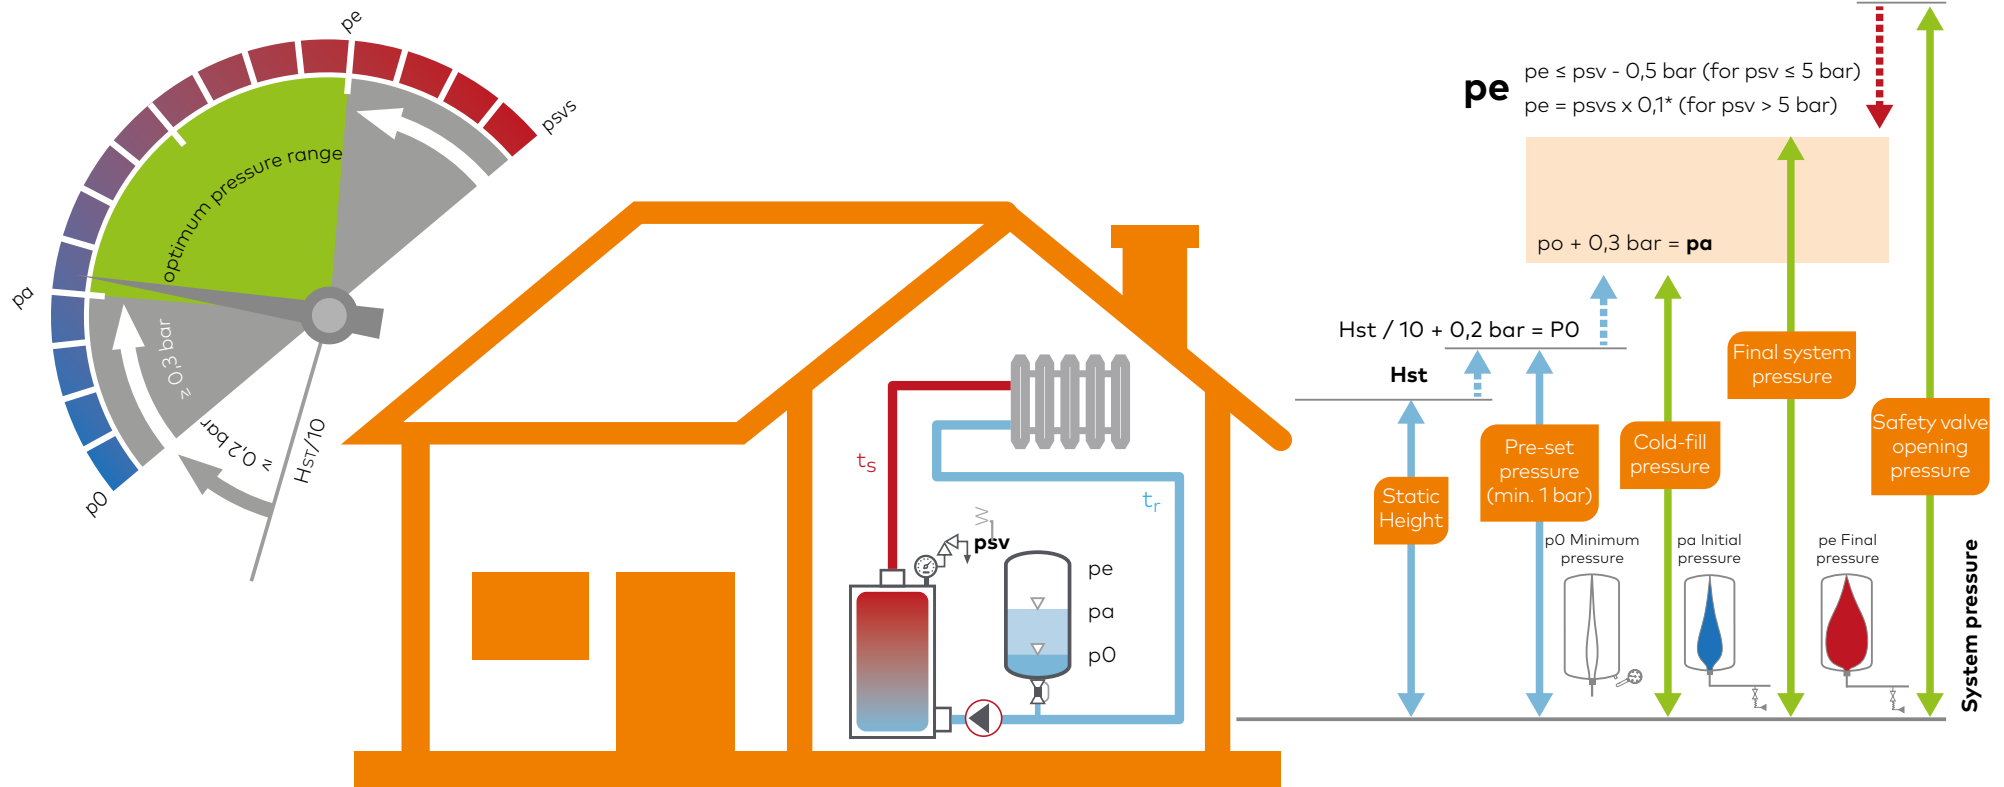 pe
psvs
optimum pressure range
pa
≥ 0,3 bar
≥ 0,2 bar
HST/10
p0
ts
tr
psv
pe
pa
p0
pe
pe ≤ psv - 0,5 bar (for psv ≤ 5 bar)
pe = psvs x 0,1* (for psv > 5 bar)
po + 0,3 bar = pa
Hst / 10 + 0,2 bar = P0
Hst
Static
Height
Pre-set
pressure
(min. 1 bar)
Cold-fill
pressure
Final system
pressure
Safety valve
opening
pressure
p0 Minimum
pressure
pa Initial
pressure
pe Final
pressure
System pressure